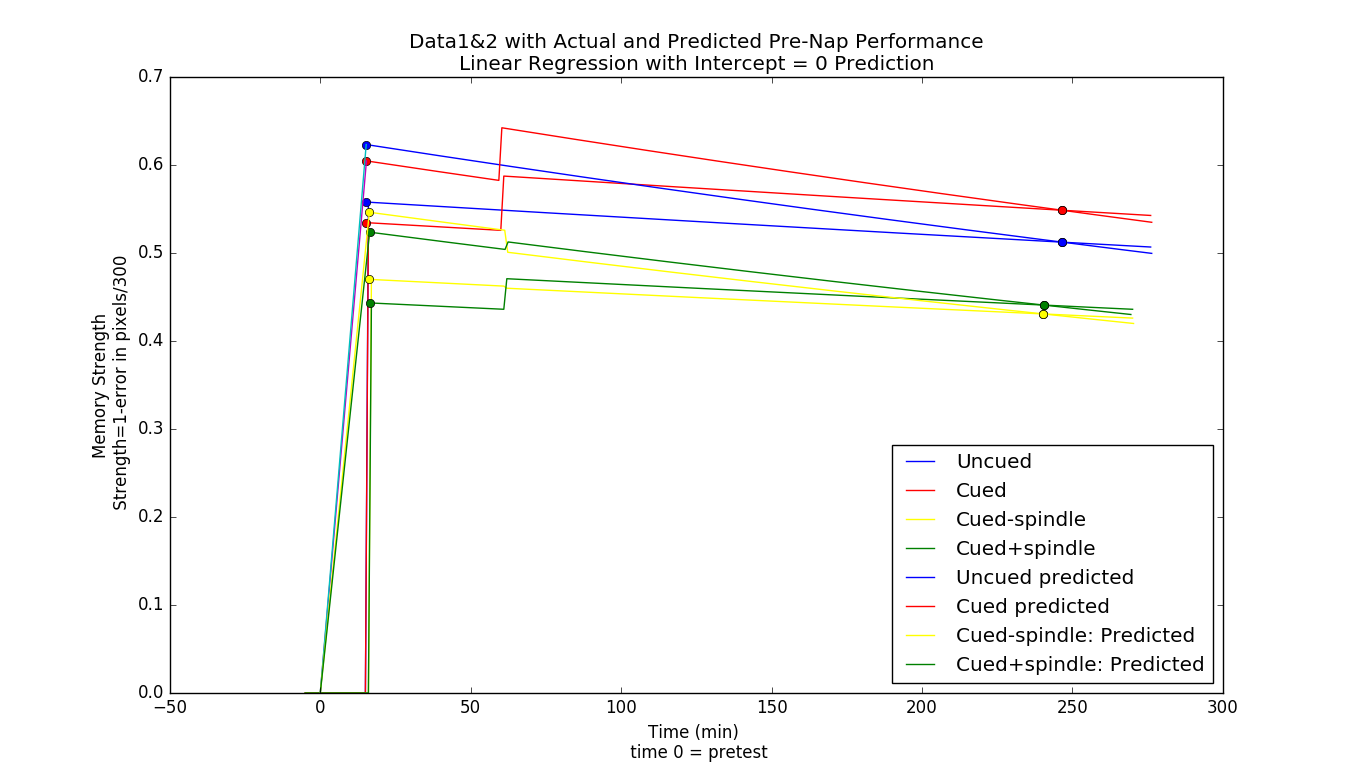 Data1&2 with Actual and Predicted Pre-Nap Performance
Linear Regression with Intercept = 0 Prediction
0.7
0.6
0.5
0.4
0.3
0.2
0.1
0.0
Memory Strength
Strength=1-error in pixels/300
Uncued
Cued
Cued-spindle
Cued+spindle
Uncued predicted
Cued predicted
Cued-spindle: Predicted
Cued+spindle: Predicted
−50 0 50 100 150 200 250 300
Time (min)
time 0 = pretest